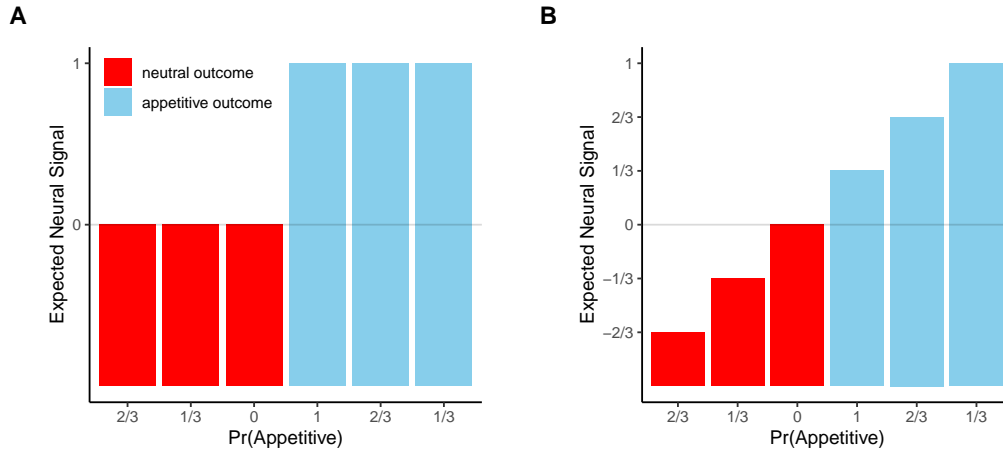 A
Expected Neural Signal
1
0
neutral outcome
appetitive outcome
2/3 1/3 0 1 2/3 1/3
Pr(Appetitive)
B
Expected Neural Signal
1
2/3
1/3
0
−1/3
−2/3
2/3 1/3 0 1 2/3 1/3
Pr(Appetitive)